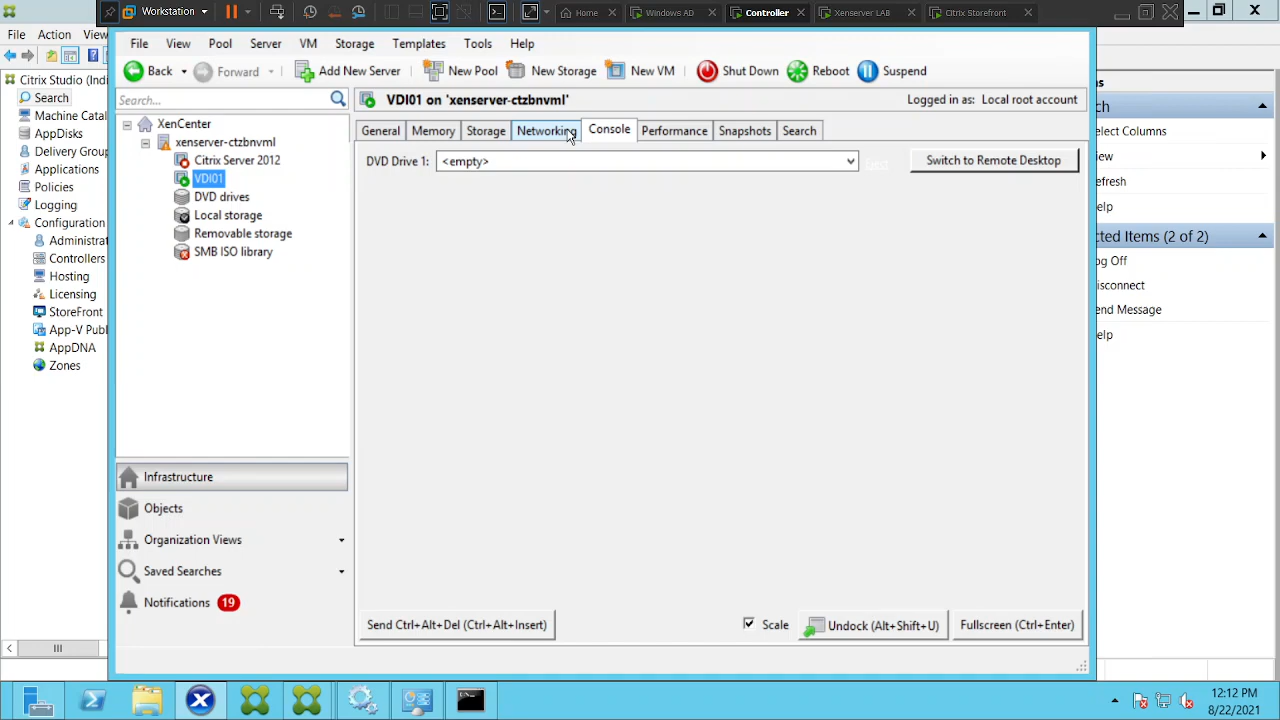 Workstation
Home
Windows AD
Controller
Xenserver LAB
Citrix Storefront
File
Action
View
File
View
Pool
Server
VM
Storage
Templates
Tools
Help
Back
Forward
Add New Server
New Pool
New Storage
New VM
Shut Down
Reboot
Suspend
Citrix Studio (Indi
Search
Machine Catal
AppDisks
Delivery Group
Applications
Policies
Logging
Configuration
Administra
Controllers
Hosting
Licensing
StoreFront
App-V Publ
AppDNA
Zones
Search...
XenCenter
xenserver-ctzbnvml
Citrix Server 2012
VDI01
DVD drives
Local storage
Removable storage
SMB ISO library
Infrastructure
Objects
Organization Views
Saved Searches
Notifications
19
VDI01 on 'xenserver-ctzbnvml'
Logged in as: Local root account
General
Memory
Storage
Networking
Console
Performance
Snapshots
Search
DVD Drive 1:
<empty>
Eject
Switch to Remote Desktop
Send Ctrl+Alt+Del (Ctrl+Alt+Insert)
Scale
Undock (Alt+Shift+U)
Fullscreen (Ctrl+Enter)
ns
ch
elect Columns
iew
efresh
elp
cted Items (2 of 2)
og Off
isconnect
end Message
elp
12:12 PM
8/22/2021